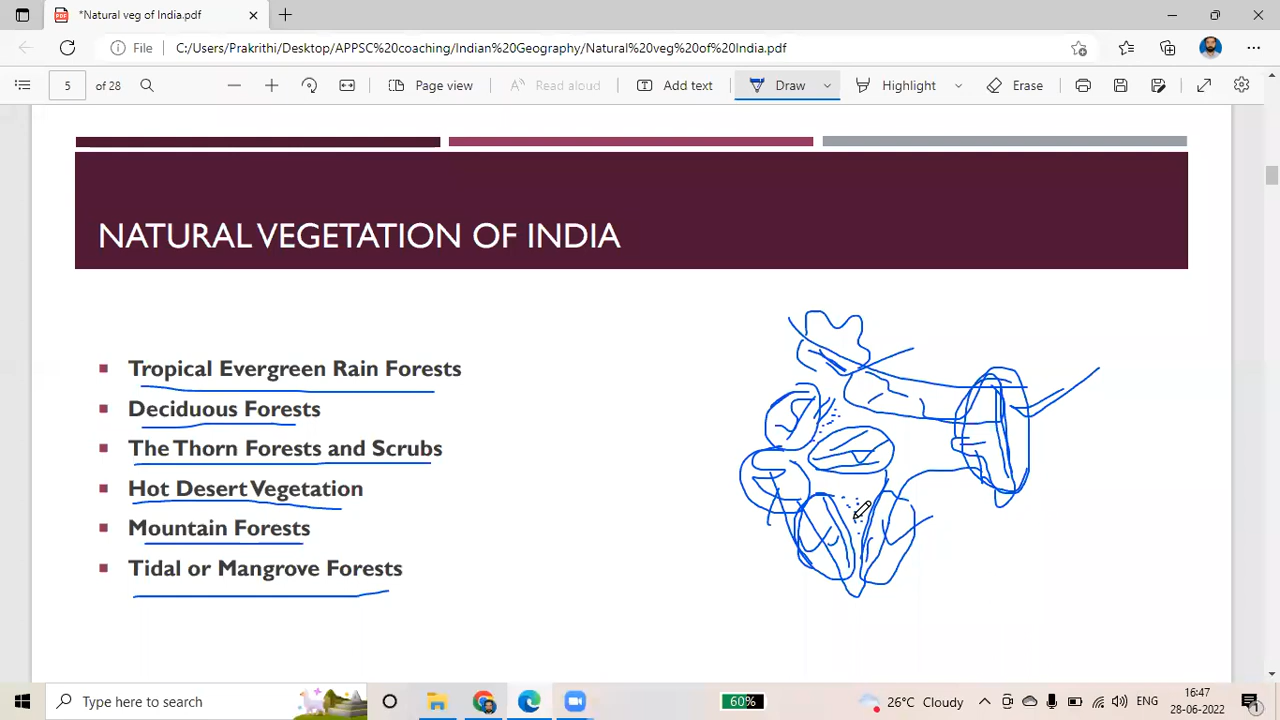 *Natural veg of India.pdf
File
C:/Users/Prakrithi/Desktop/APPSC%20coaching/Indian%20Geography/Natural%20veg%20of%20India.pdf
5 of 28
Page view
Read aloud
Add text
Draw
Highlight
Erase
NATURAL VEGETATION OF INDIA
Tropical Evergreen Rain Forests
Deciduous Forests
The Thorn Forests and Scrubs
Hot Desert Vegetation
Mountain Forests
Tidal or Mangrove Forests
Type here to search
60%
26°C Cloudy
ENG
16:47
28-06-2022